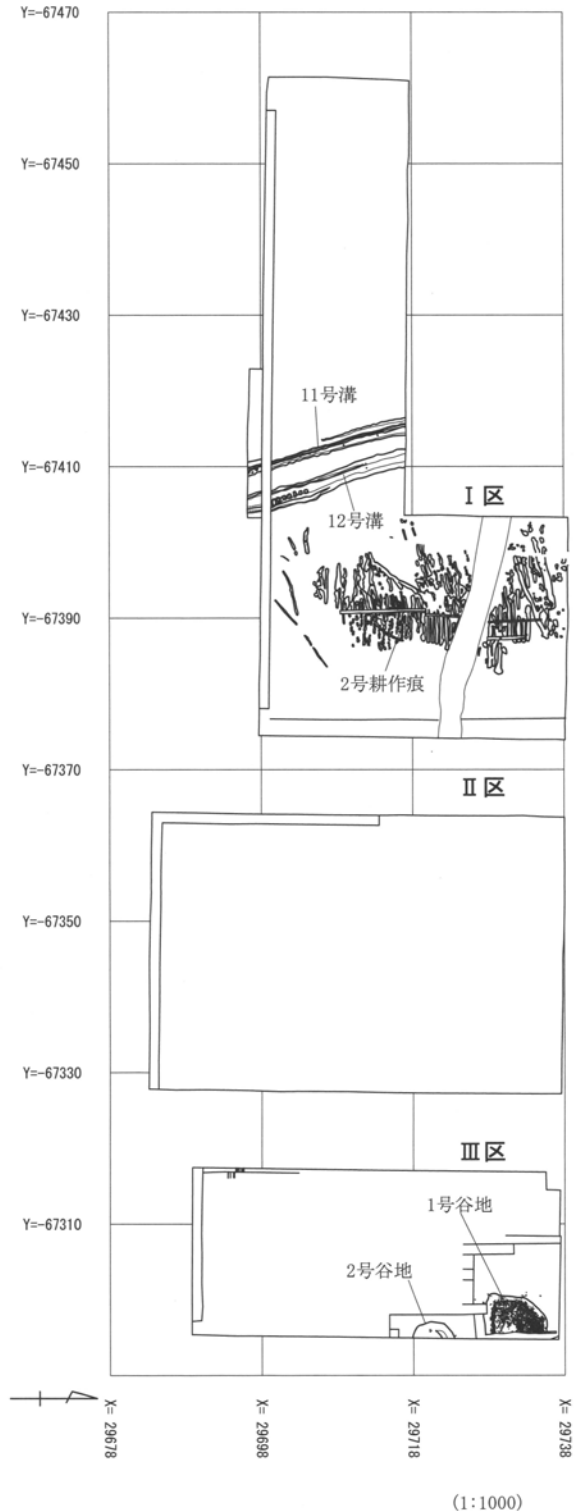 Y=-67470
Y=-67450
Y=-67430
11号溝
Y=-67410
12号溝
Ⅰ区
Y=-67390
2号耕作痕
Y=-67370
Ⅱ区
Y=-67350
Y=-67330
Ⅲ区
1号谷地
Y=-67310
2号谷地
X= 29678
X= 29698
X= 29718
X= 29738
(1:1000)